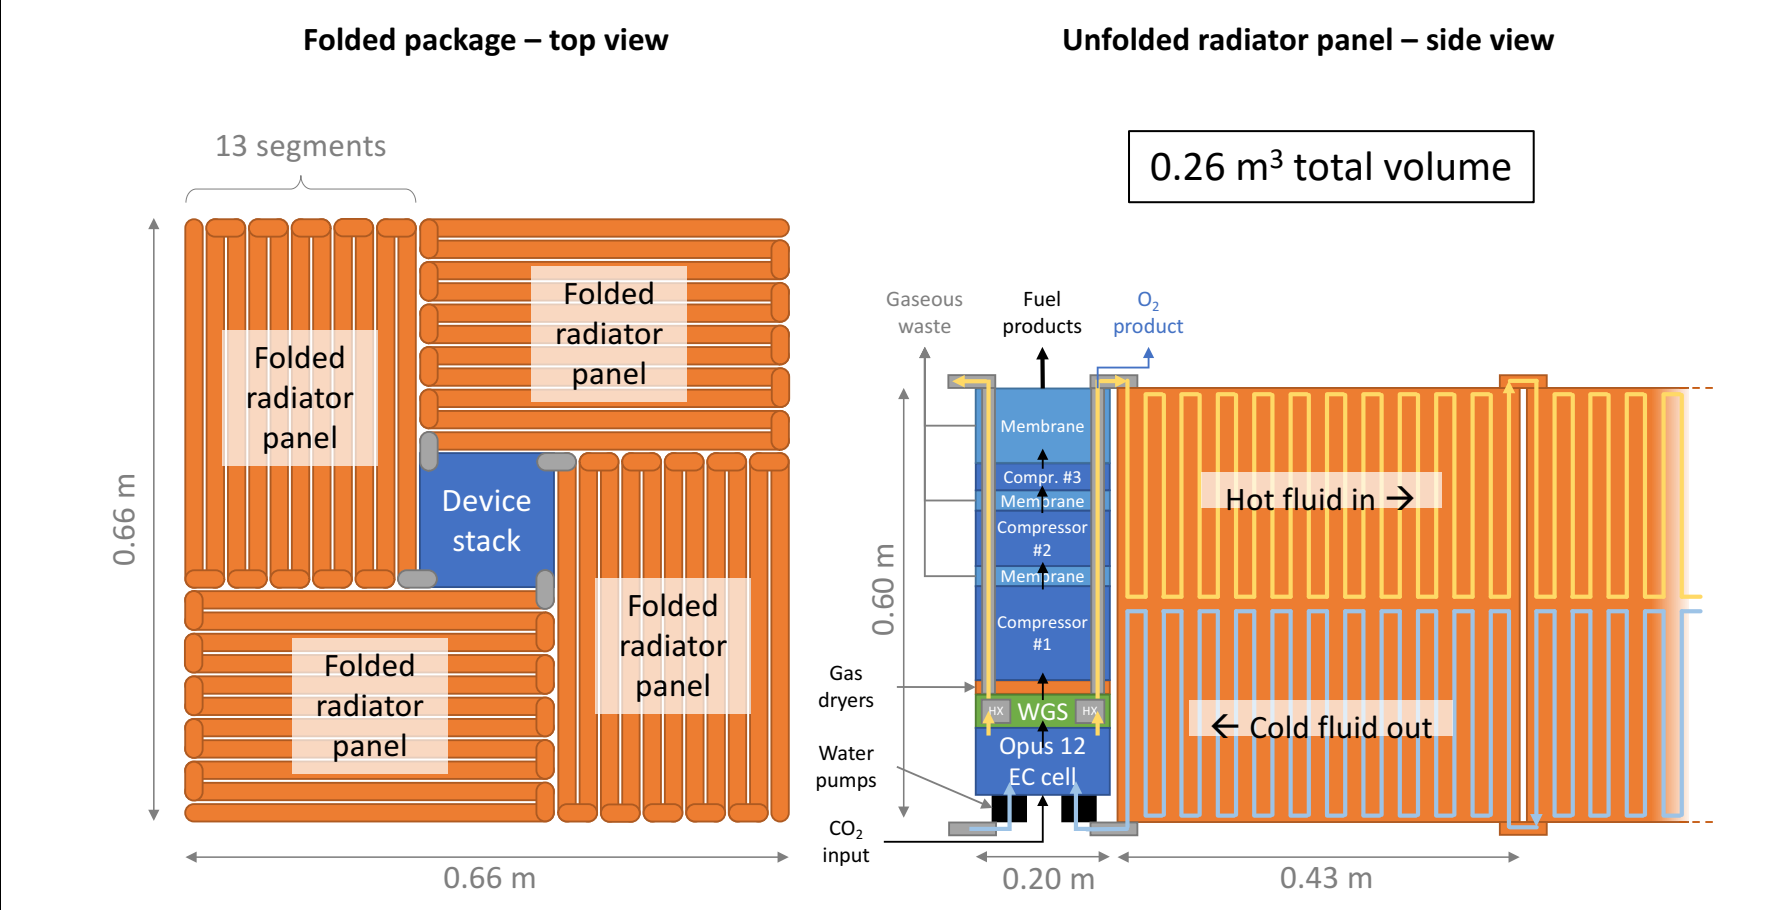 Folded package – top view
13 segments
0.66 m
Folded
radiator
panel
Folded
radiator
panel
Device
stack
Folded
radiator
panel
Folded
radiator
panel
0.66 m
Unfolded radiator panel – side view
0.26 m³ total volume
Gaseous
waste
Fuel
products
O₂
product
Membrane
Compr. #3
Membrane
Compressor
#2
Membrane
Compressor
#1
0.60 m
Gas
dryers
HX
WGS
HX
Water
pumps
Opus 12
EC cell
CO₂
input
Hot fluid in →
← Cold fluid out
0.20 m
0.43 m